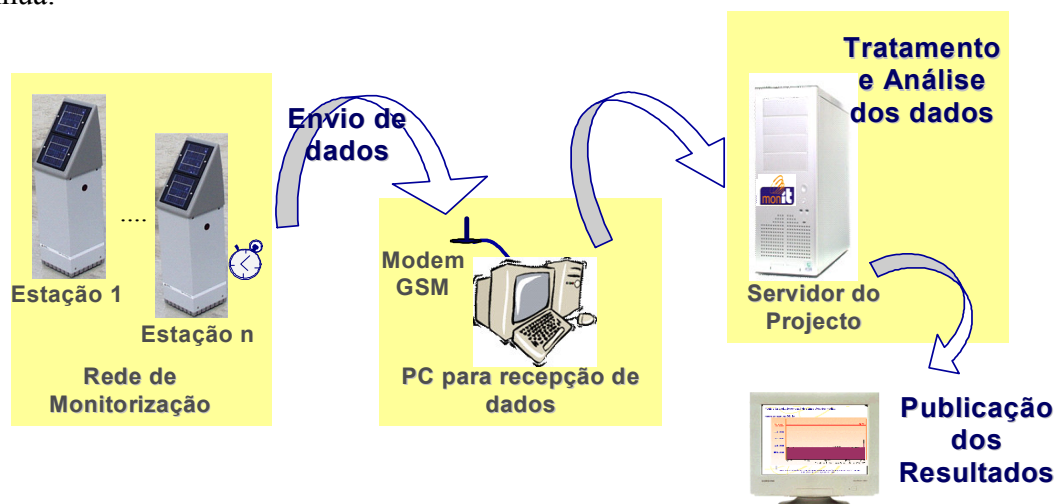 Estação 1
....
Estação n
Rede de
Monitorização
Envio de
dados
Modem
GSM
PC para recepção de
dados
Tratamento
e Análise
dos dados
monit
Servidor do
Projecto
Publicação
dos
Resultados